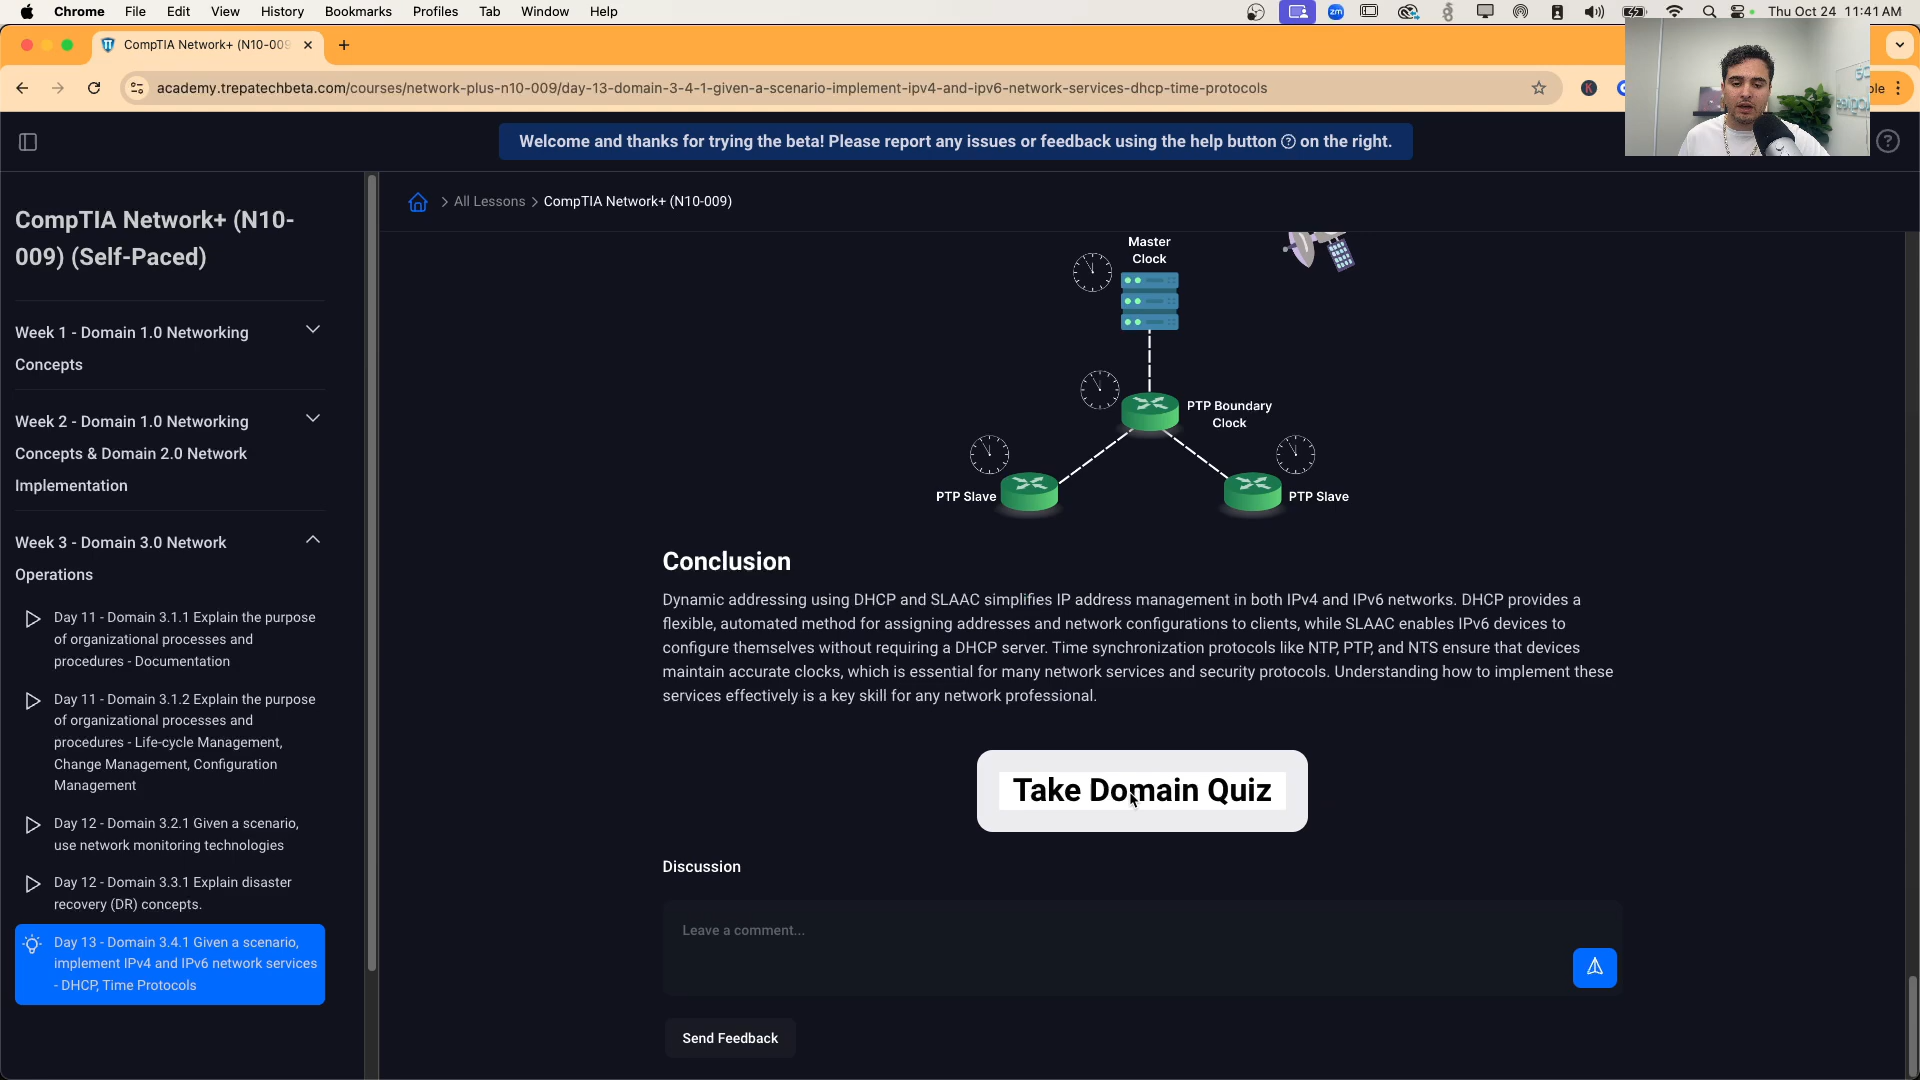 Chrome File Edit View History Bookmarks Profiles Tab Window Help
zm
Thu Oct 24 11:41 AM
CompTIA Network+ (N10-009
academy.trepatechbeta.com/courses/network-plus-n10-009/day-13-domain-3-4-1-given-a-scenario-implement-ipv4-and-ipv6-network-services-dhcp-time-protocols
K
Welcome and thanks for trying the beta! Please report any issues or feedback using the help button ? on the right.
CompTIA Network+ (N10-
009) (Self-Paced)
Week 1 - Domain 1.0 Networking
Concepts
Week 2 - Domain 1.0 Networking
Concepts & Domain 2.0 Network
Implementation
Week 3 - Domain 3.0 Network
Operations
Day 11 - Domain 3.1.1 Explain the purpose
of organizational processes and
procedures - Documentation
Day 11 - Domain 3.1.2 Explain the purpose
of organizational processes and
procedures - Life-cycle Management,
Change Management, Configuration
Management
Day 12 - Domain 3.2.1 Given a scenario,
use network monitoring technologies
Day 12 - Domain 3.3.1 Explain disaster
recovery (DR) concepts.
Day 13 - Domain 3.4.1 Given a scenario,
implement IPv4 and IPv6 network services
- DHCP, Time Protocols
All Lessons > CompTIA Network+ (N10-009)
Master
Clock
PTP Boundary
Clock
PTP Slave
PTP Slave
Conclusion
Dynamic addressing using DHCP and SLAAC simplifies IP address management in both IPv4 and IPv6 networks. DHCP provides a
flexible, automated method for assigning addresses and network configurations to clients, while SLAAC enables IPv6 devices to
configure themselves without requiring a DHCP server. Time synchronization protocols like NTP, PTP, and NTS ensure that devices
maintain accurate clocks, which is essential for many network services and security protocols. Understanding how to implement these
services effectively is a key skill for any network professional.
Take Domain Quiz
Discussion
Leave a comment...
Send Feedback